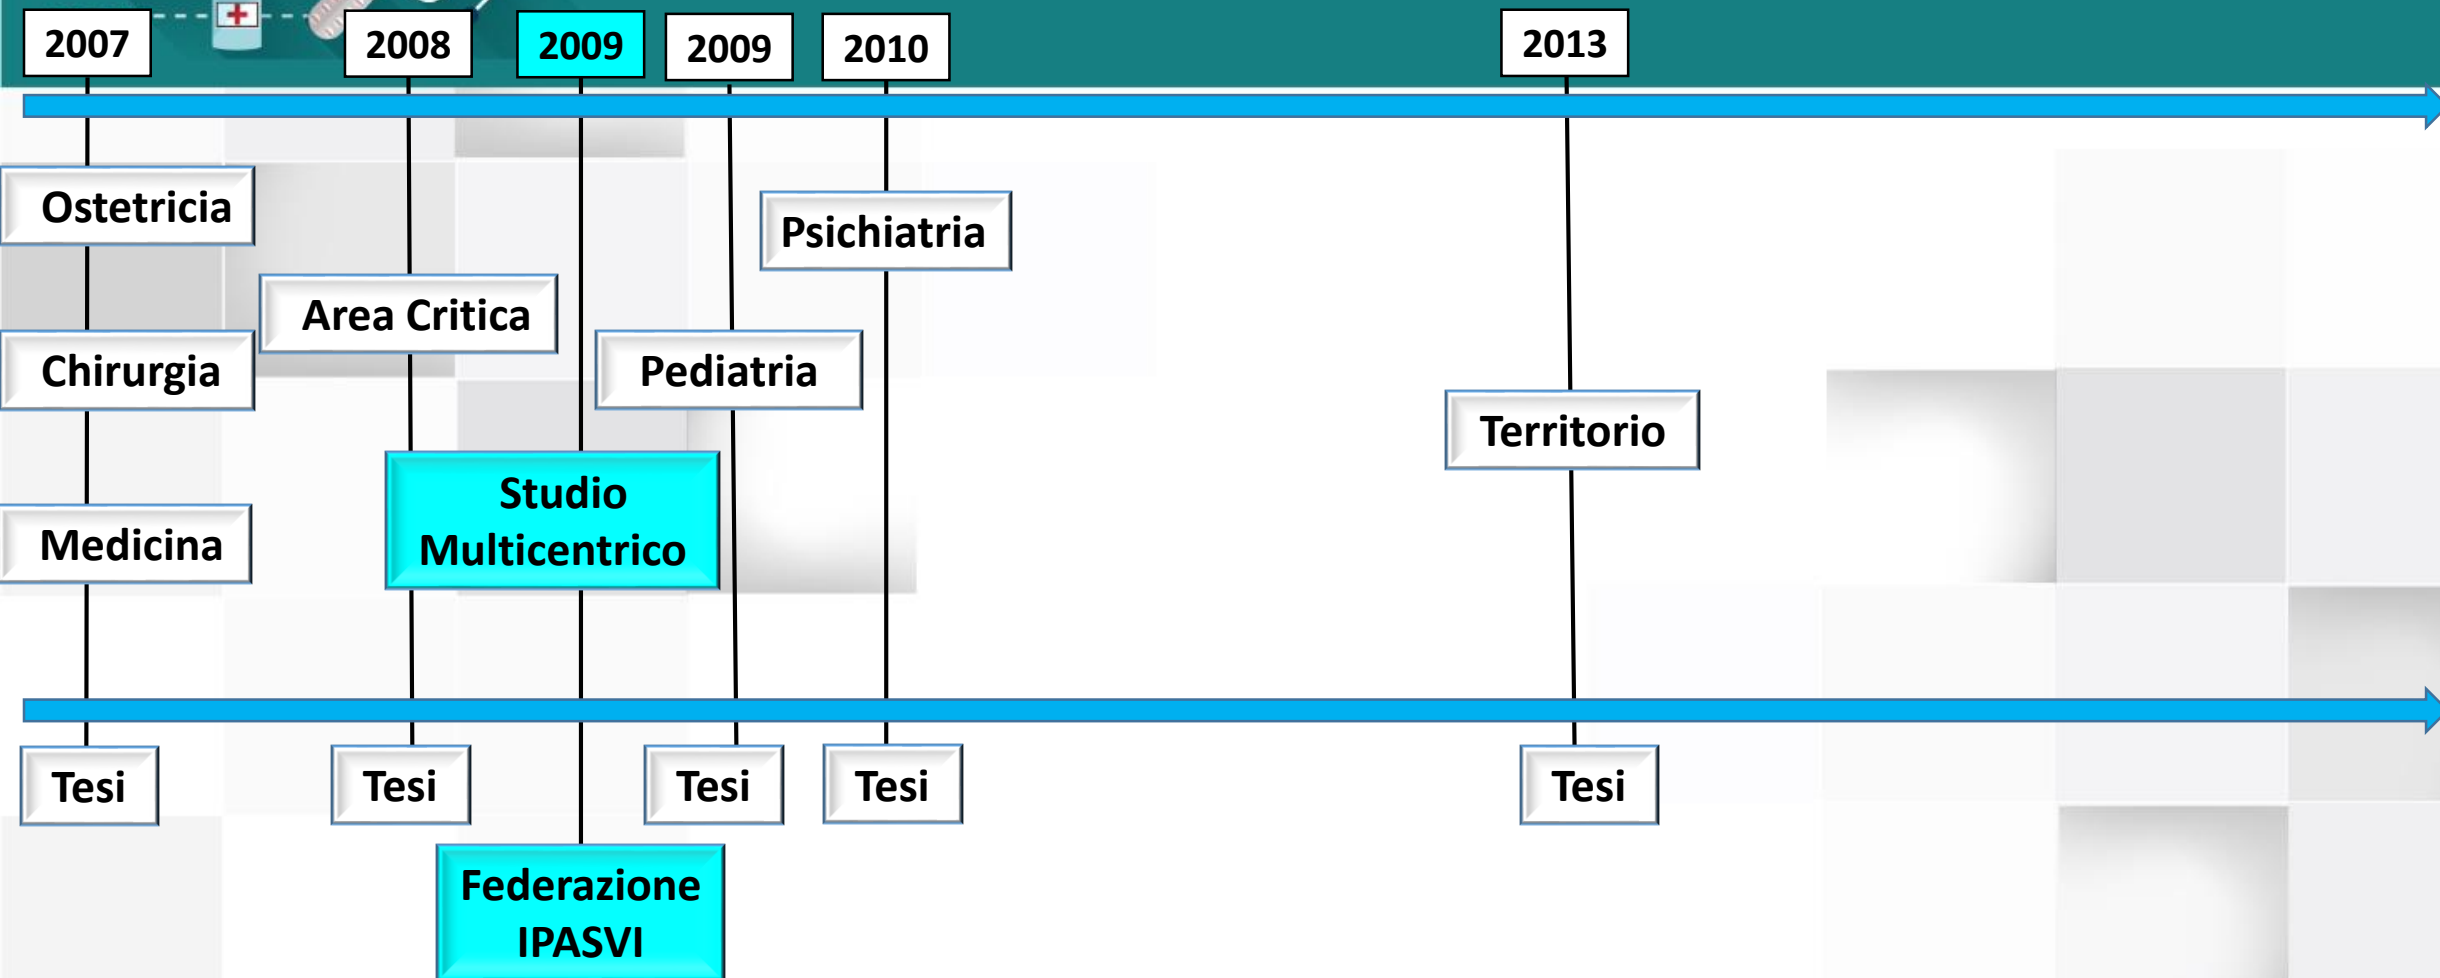 2007
2008
2009
2009
2010
2013
Ostetricia
Psichiatria
Area Critica
Chirurgia
Pediatria
Territorio
Studio
Multicentrico
Medicina
Tesi
Tesi
Tesi
Tesi
Tesi
Federazione
IPASVI